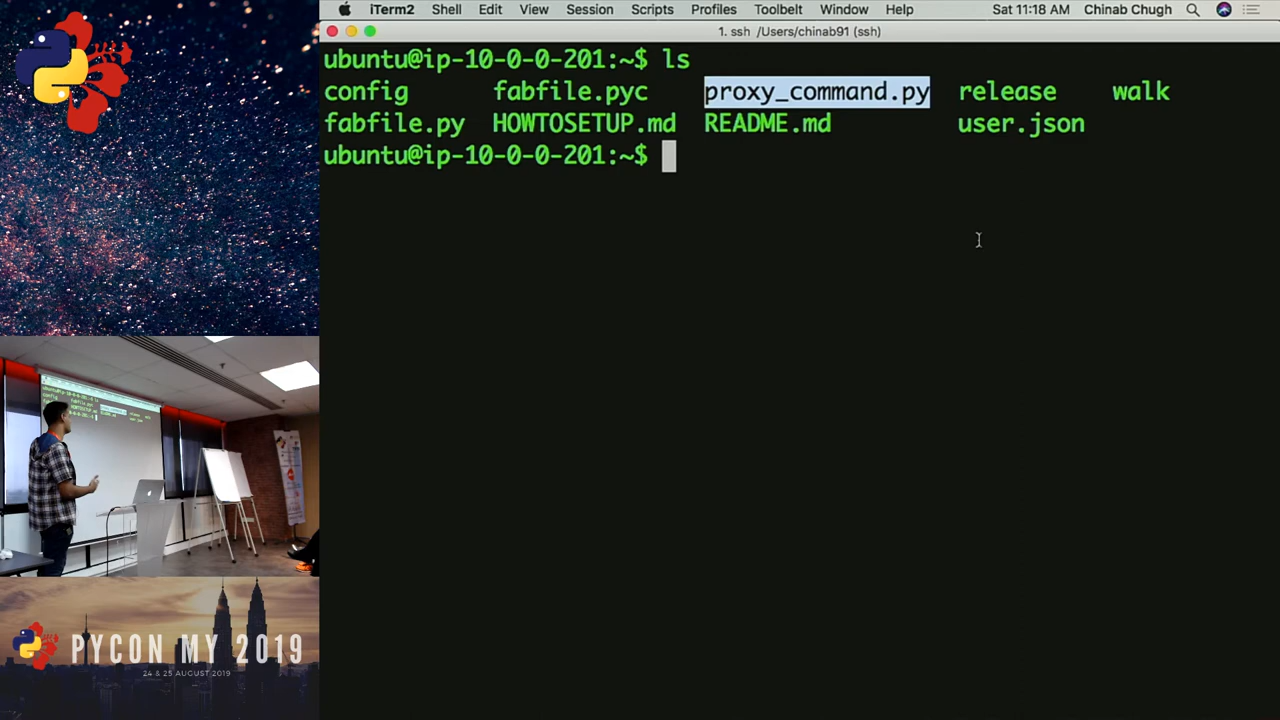 iTerm2 Shell Edit View Session Scripts Profiles Toolbelt Window Help Sat 11:18 AM Chinab Chugh
1. ssh /Users/chinab91 (ssh)
ubuntu@ip-10-0-0-201:~$ ls
config fabfile.pyc proxy_command.py release walk
fabfile.py HOWTOSETUP.md README.md user.json
ubuntu@ip-10-0-0-201:~$
PYCON MY 2019
24 & 25 AUGUST 2019